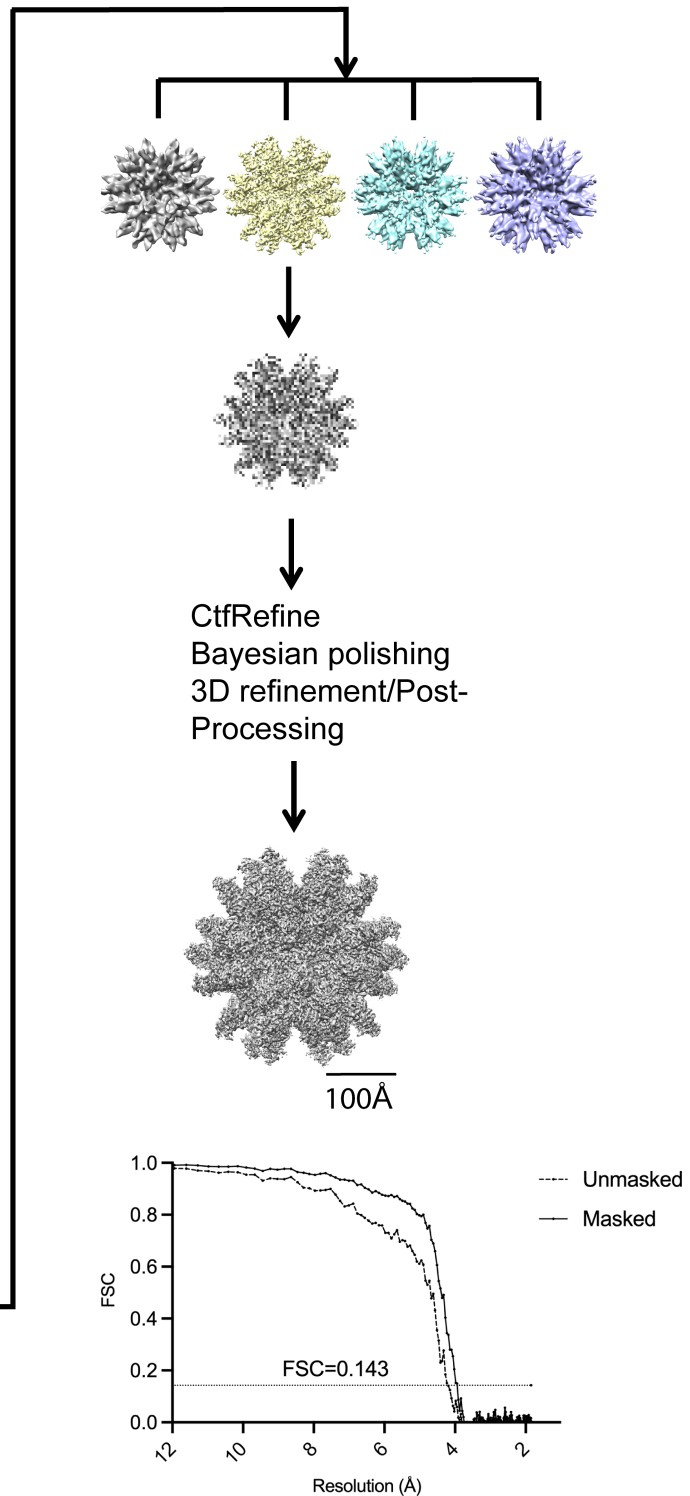 CtfRefine
Bayesian polishing
3D refinement/Post-
Processing
100Å
1.0
0.8
0.6
0.4
0.2
0.0
FSC
FSC=0.143
Unmasked
Masked
12
10
8
6
4
2
Resolution (Å)